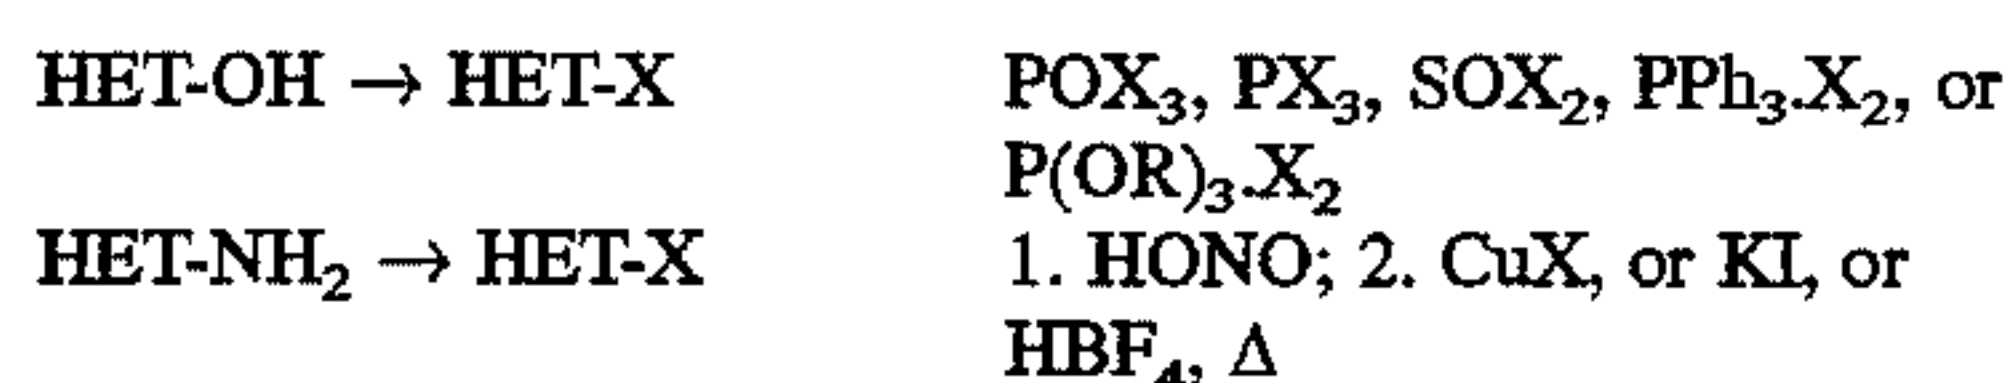 HET-OH → HET-X POX₃, PX₃, SOX₂, PPh₃.X₂, or
P(OR)₃.X₂
HET-NH₂ → HET-X 1. HONO; 2. CuX, or KI, or
HBF₄, Δ